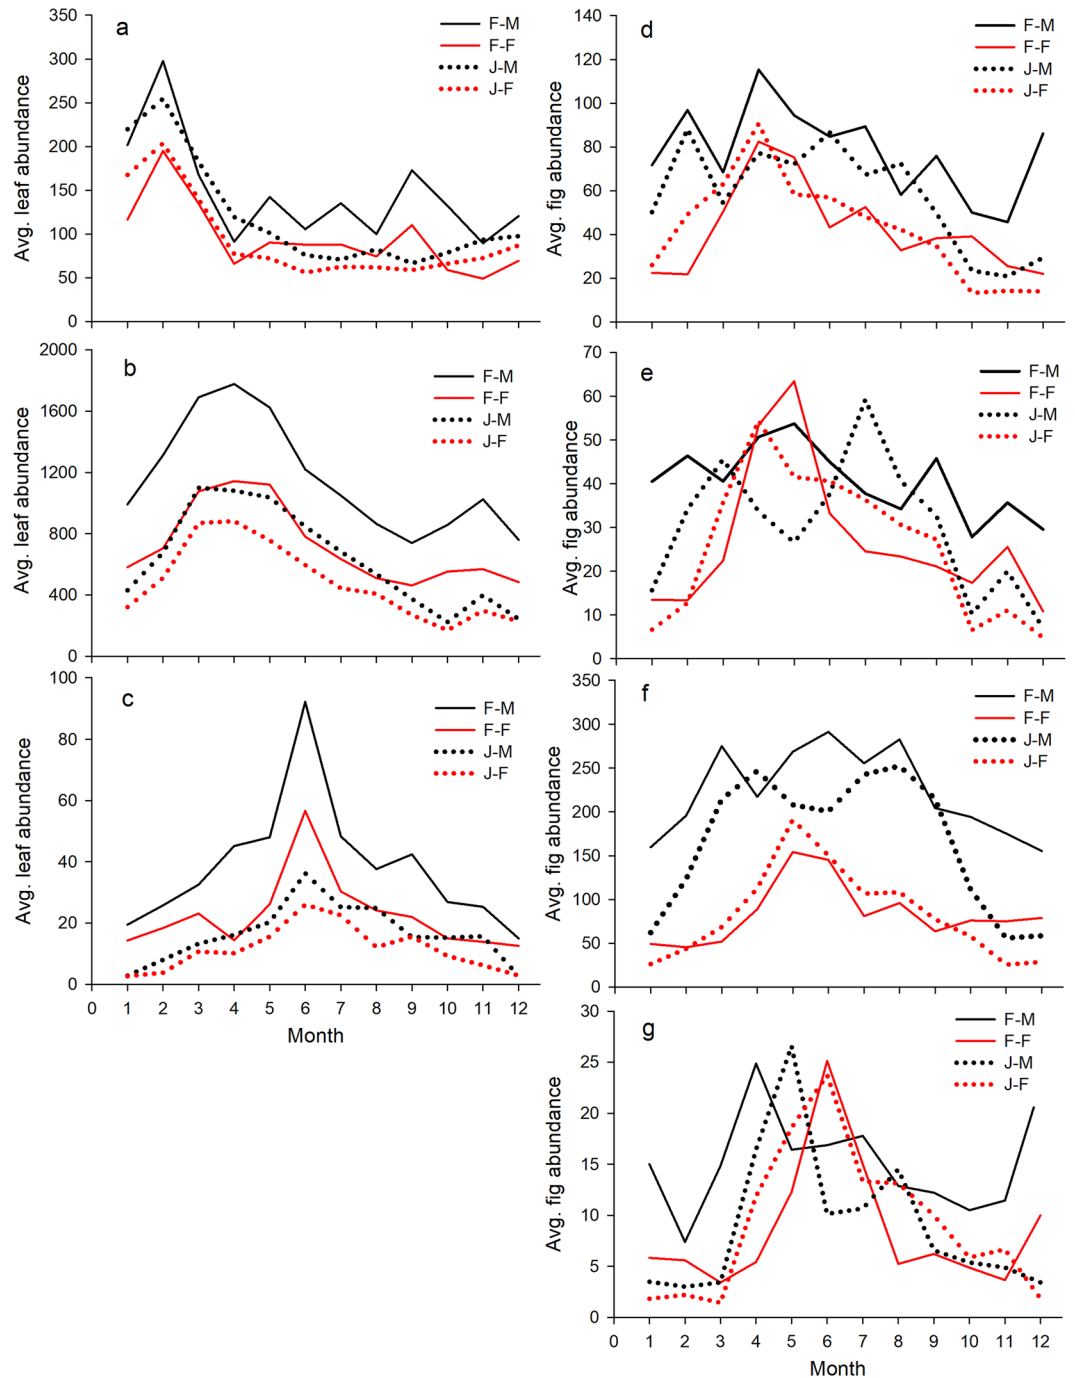 a
F-M
F-F
J-M
J-F
Avg. leaf abundance
350
300
250
200
150
100
50
0
b
F-M
F-F
J-M
J-F
Avg. leaf abundance
2000
1600
1200
800
400
0
c
F-M
F-F
J-M
J-F
Avg. leaf abundance
100
80
60
40
20
0
0 1 2 3 4 5 6 7 8 9 10 11 12
Month
d
F-M
F-F
J-M
J-F
Avg. fig abundance
140
120
100
80
60
40
20
0
e
F-M
F-F
J-M
J-F
Avg. fig abundance
70
60
50
40
30
20
10
0
f
F-M
F-F
J-M
J-F
Avg. fig abundance
350
300
250
200
150
100
50
0
g
F-M
F-F
J-M
J-F
Avg. fig abundance
30
25
20
15
10
5
0
0 1 2 3 4 5 6 7 8 9 10 11 12
Month